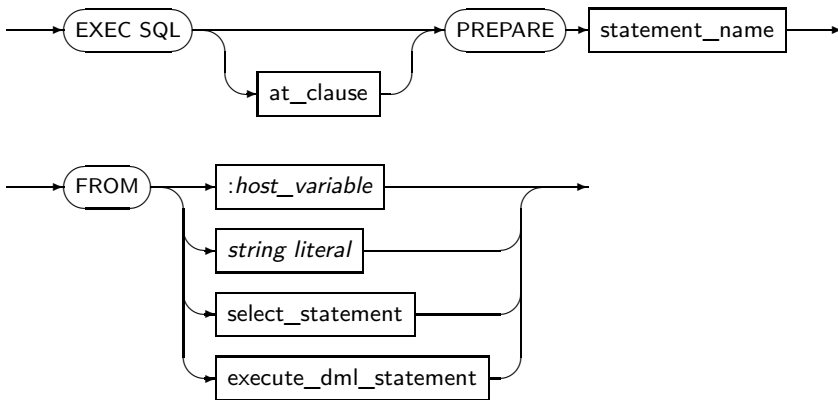 EXEC SQL PREPARE statement_name
at_clause
FROM :host_variable
string literal
select_statement
execute_dml_statement